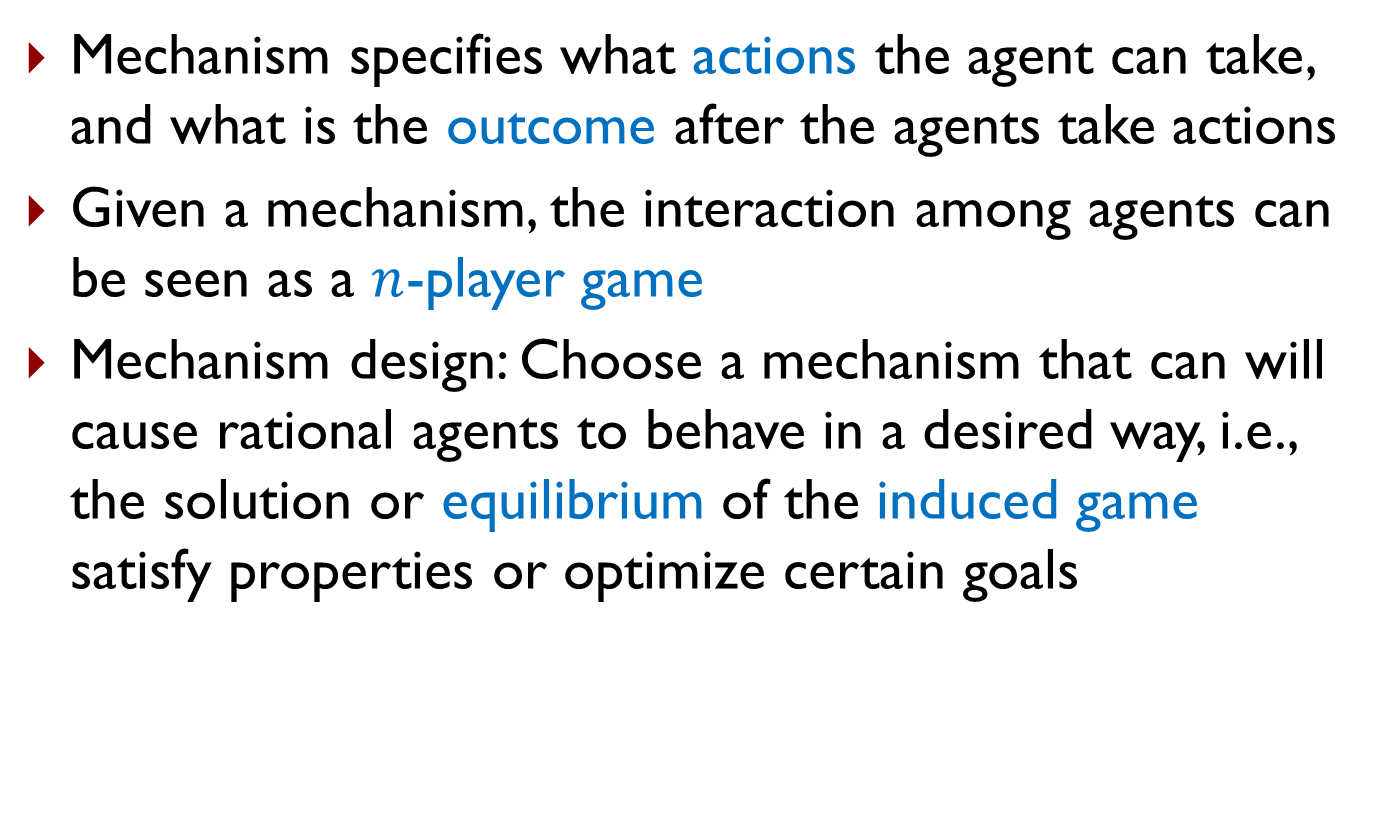 Mechanism specifies what actions the agent can take,
and what is the outcome after the agents take actions
Given a mechanism, the interaction among agents can
be seen as a n-player game
Mechanism design: Choose a mechanism that can will
cause rational agents to behave in a desired way, i.e.,
the solution or equilibrium of the induced game
satisfy properties or optimize certain goals